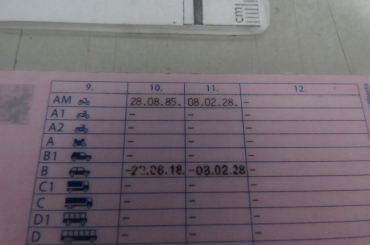 cm
9. 10. 11. 12.
AM 28.08.85. 08.02.28. -
A1 - - -
A2 - - -
A - - -
B1 - - -
B -22.06.18. -08.02.28 -
C1 - - -
C - - -
D1 - - -
D - - -